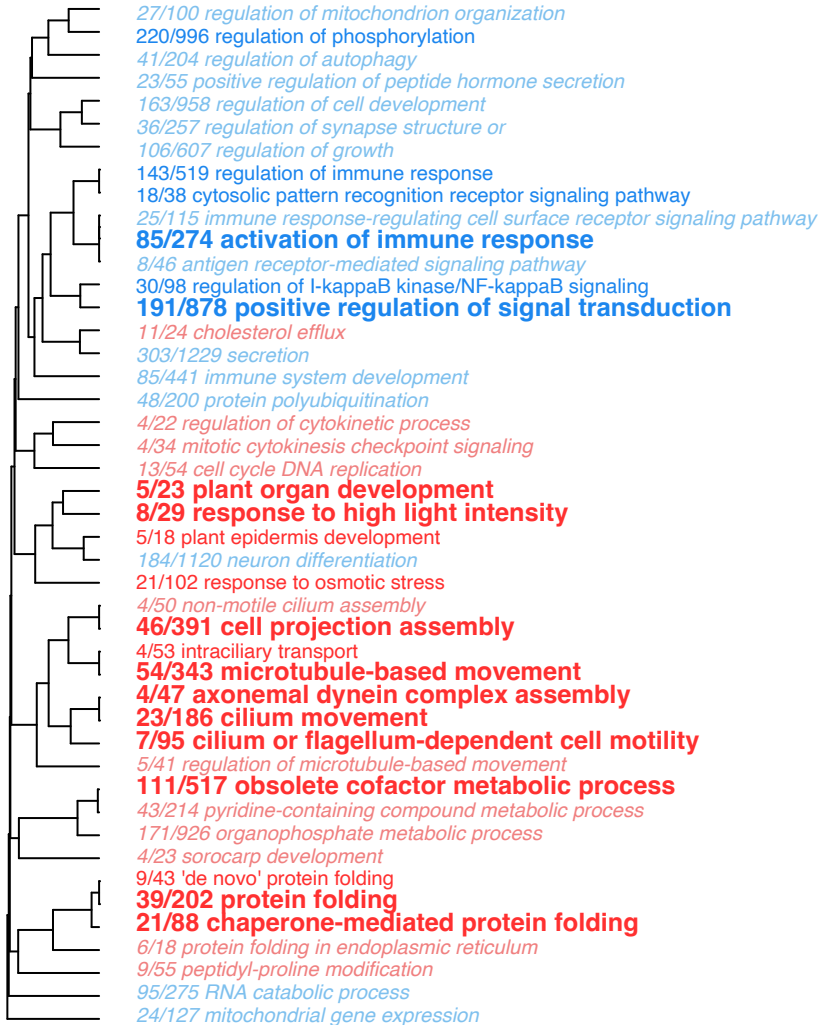 27/100 regulation of mitochondrion organization
220/996 regulation of phosphorylation
41/204 regulation of autophagy
23/55 positive regulation of peptide hormone secretion
163/958 regulation of cell development
36/257 regulation of synapse structure or
106/607 regulation of growth
143/519 regulation of immune response
18/38 cytosolic pattern recognition receptor signaling pathway
25/115 immune response-regulating cell surface receptor signaling pathway
85/274 activation of immune response
8/46 antigen receptor-mediated signaling pathway
30/98 regulation of I-kappaB kinase/NF-kappaB signaling
191/878 positive regulation of signal transduction
11/24 cholesterol efflux
303/1229 secretion
85/441 immune system development
48/200 protein polyubiquitination
4/22 regulation of cytokinetic process
4/34 mitotic cytokinesis checkpoint signaling
13/54 cell cycle DNA replication
5/23 plant organ development
8/29 response to high light intensity
5/18 plant epidermis development
184/1120 neuron differentiation
21/102 response to osmotic stress
4/50 non-motile cilium assembly
46/391 cell projection assembly
4/53 intraciliary transport
54/343 microtubule-based movement
4/47 axonemal dynein complex assembly
23/186 cilium movement
7/95 cilium or flagellum-dependent cell motility
5/41 regulation of microtubule-based movement
111/517 obsolete cofactor metabolic process
43/214 pyridine-containing compound metabolic process
171/926 organophosphate metabolic process
4/23 sorocarp development
9/43 'de novo' protein folding
39/202 protein folding
21/88 chaperone-mediated protein folding
6/18 protein folding in endoplasmic reticulum
9/55 peptidyl-proline modification
95/275 RNA catabolic process
24/127 mitochondrial gene expression